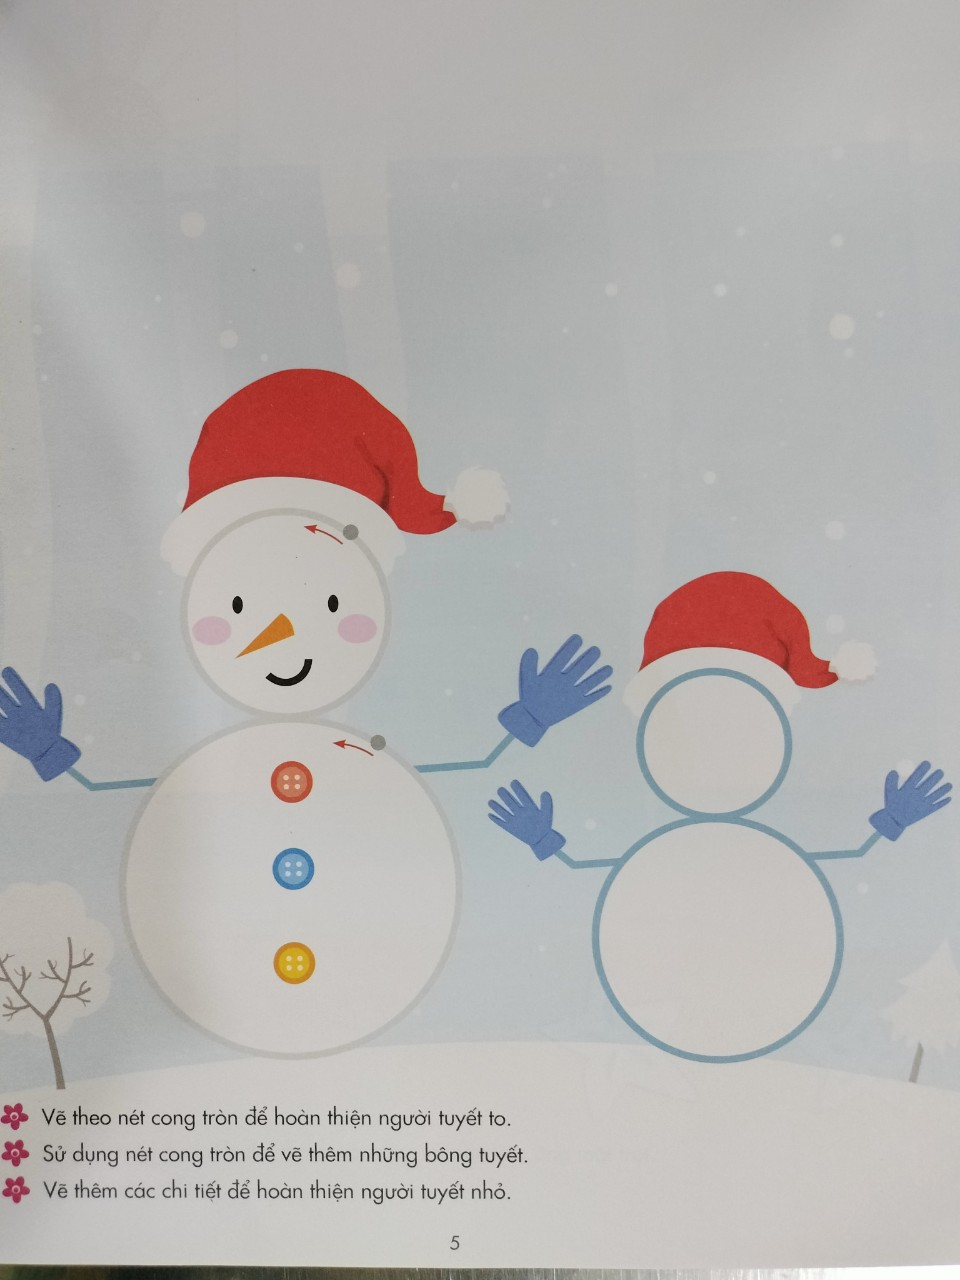 Vẽ theo nét cong tròn để hoàn thiện người tuyết to.
Sử dụng nét cong tròn để vẽ thêm những bông tuyết.
Vẽ thêm các chi tiết để hoàn thiện người tuyết nhỏ.
5